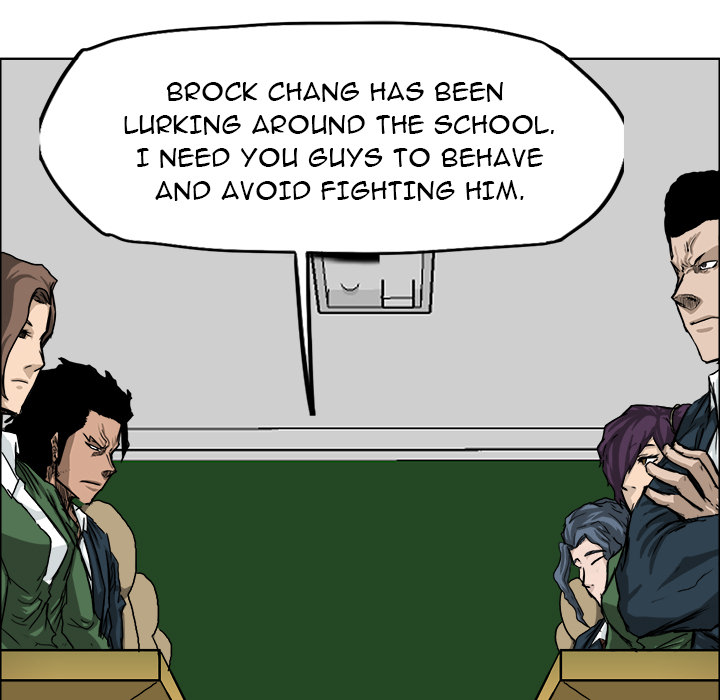 BROCK CHANG HAS BEEN
LURKING AROUND THE SCHOOL.
I NEED YOU GUYS TO BEHAVE
AND AVOID FIGHTING HIM.